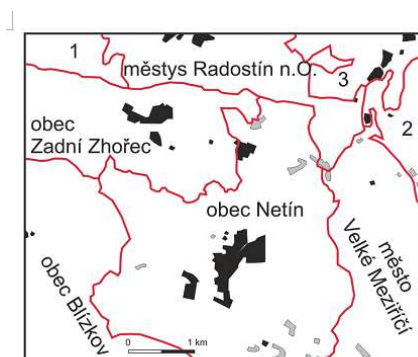 1
městys Radostín n.O.
3
2
obec
Zadní Zhořec
obec Netín
město
Velké Meziříčí
obec Blízkov
0 1 km